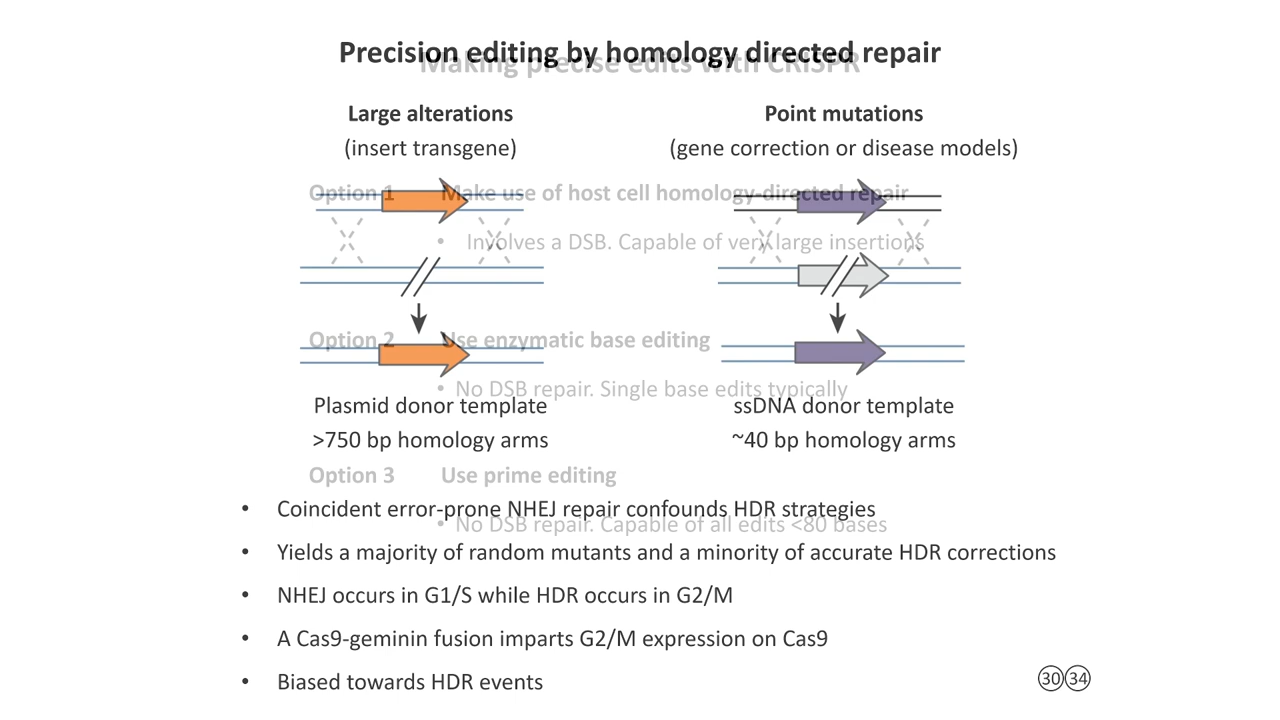 Precision editing by homology directed repair
Making precise edits with CRISPR
Large alterations
(insert transgene)
Point mutations
(gene correction or disease models)
Option 1 Make use of host cell homology-directed repair
• Involves a DSB. Capable of very large insertions
Option 2 Use enzymatic base editing
• No DSB repair. Single base edits typically
Plasmid donor template
>750 bp homology arms
ssDNA donor template
~40 bp homology arms
Option 3 Use prime editing
• Coincident error-prone NHEJ repair confounds HDR strategies
• No DSB repair. Capable of all edits <80 bases
• Yields a majority of random mutants and a minority of accurate HDR corrections
• NHEJ occurs in G1/S while HDR occurs in G2/M
• A Cas9-geminin fusion imparts G2/M expression on Cas9
• Biased towards HDR events
30 34